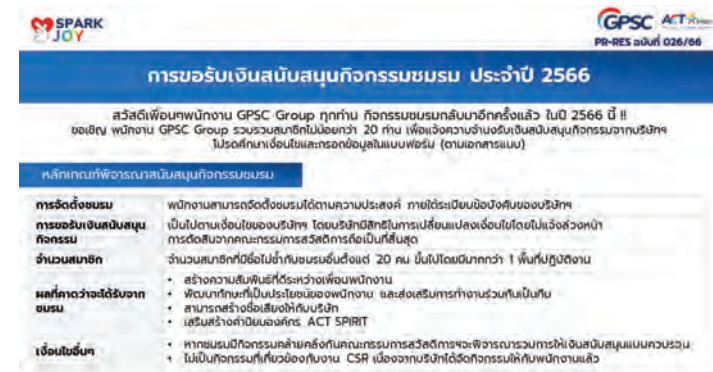 SPARK JOY
GPSC ACT
PR-RES ฉบับที่ 026/66
การขอรับเงินสนับสนุนกิจกรรมชมรม ประจำปี 2566
สวัสดีเพื่อนๆพนักงาน GPSC Group ทุกท่าน กิจกรรมชมรมกลับมาอีกครั้งแล้ว ในปี 2566 นี้ !!
ขอเชิญ พนักงาน GPSC Group รวบรวมสมาชิกไม่น้อยกว่า 20 ท่าน เพื่อแจ้งความจำนงรับเงินสนับสนุนกิจกรรมจากบริษัทฯ
โปรดศึกษาเงื่อนไขและกรอกข้อมูลในแบบฟอร์ม (ตามเอกสารแนบ)
หลักเกณฑ์พิจารณาสนับสนุนกิจกรรมชมรม
การจัดตั้งชมรม พนักงานสามารถจัดตั้งชมรมได้ตามความประสงค์ ภายใต้ระเบียบข้อบังคับของบริษัทฯ
การขอรับเงินสนับสนุน เป็นไปตามเงื่อนไขของบริษัทฯ โดยบริษัทมีสิทธิในการเปลี่ยนแปลงเงื่อนไขโดยไม่แจ้งล่วงหน้า
กิจกรรม การตัดสินจากคณะกรรมการสวัสดิการถือเป็นที่สิ้นสุด
จำนวนสมาชิก จำนวนสมาชิกที่มีชื่อไม่ซ้ำกับชมรมอื่นตั้งแต่ 20 คน ขึ้นไปโดยมีมากกว่า 1 พื้นที่ปฏิบัติงาน
• สร้างความสัมพันธ์ที่ดีระหว่างเพื่อนพนักงาน
ผลที่คาดว่าจะได้รับจาก • พัฒนาทักษะที่เป็นประโยชน์ของพนักงาน และส่งเสริมการทำงานร่วมกันเป็นทีม
ชมรม • สามารถสร้างชื่อเสียงให้กับบริษัท
• เสริมสร้างค่านิยมองค์กร ACT SPIRIT
เงื่อนไขอื่นๆ • หากชมรมมีกิจกรรมคล้ายคลึงกันคณะกรรมการสวัสดิการฯจะพิจารณารวมการให้เงินสนับสนุนแบบควบรวม
• ไม่เป็นกิจกรรมที่เกี่ยวข้องกับงาน CSR เนื่องจากบริษัทได้จัดกิจกรรมให้กับพนักงานแล้ว